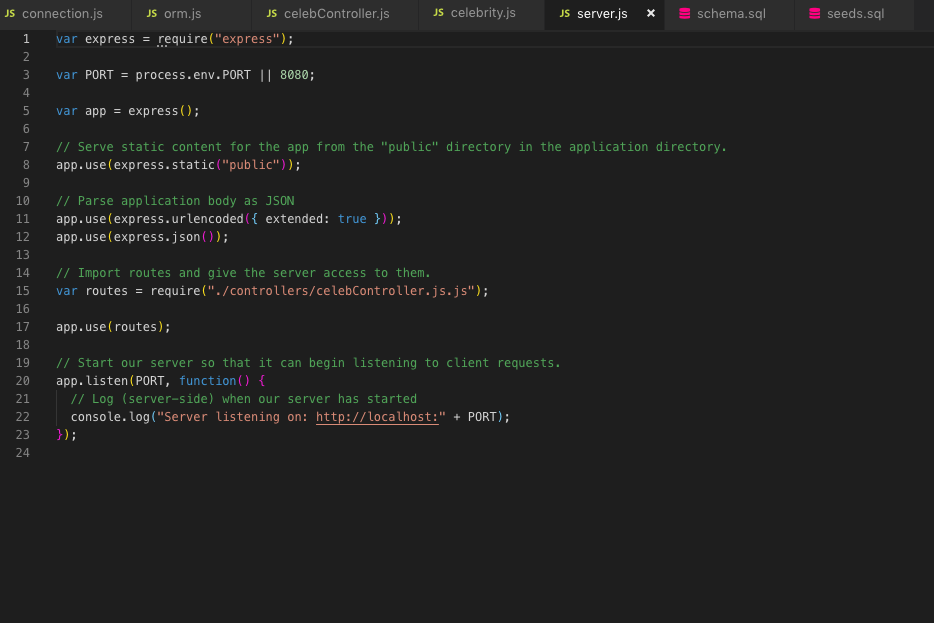 JS connection.js JS orm.js JS celebController.js JS celebrity.js JS server.js × schema.sql seeds.sql
1 var express = require("express");
2
3 var PORT = process.env.PORT || 8080;
4
5 var app = express();
6
7 // Serve static content for the app from the "public" directory in the application directory.
8 app.use(express.static("public"));
9
10 // Parse application body as JSON
11 app.use(express.urlencoded({ extended: true }));
12 app.use(express.json());
13
14 // Import routes and give the server access to them.
15 var routes = require("./controllers/celebController.js.js");
16
17 app.use(routes);
18
19 // Start our server so that it can begin listening to client requests.
20 app.listen(PORT, function() {
21 // Log (server-side) when our server has started
22 console.log("Server listening on: http://localhost:" + PORT);
23 });
24